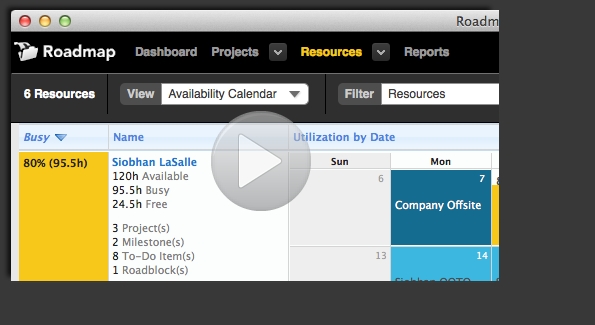 Roadm
Roadmap Dashboard Projects Resources Reports
6 Resources View Availability Calendar Filter Resources
Busy Name Utilization by Date
Sun Mon
80% (95.5h) Siobhan LaSalle 6 7
120h Available
95.5h Busy
24.5h Free
Company Offsite
3 Project(s)
2 Milestone(s)
8 To-Do Item(s)
1 Roadblock(s)
13 14
Siobhan OOTO